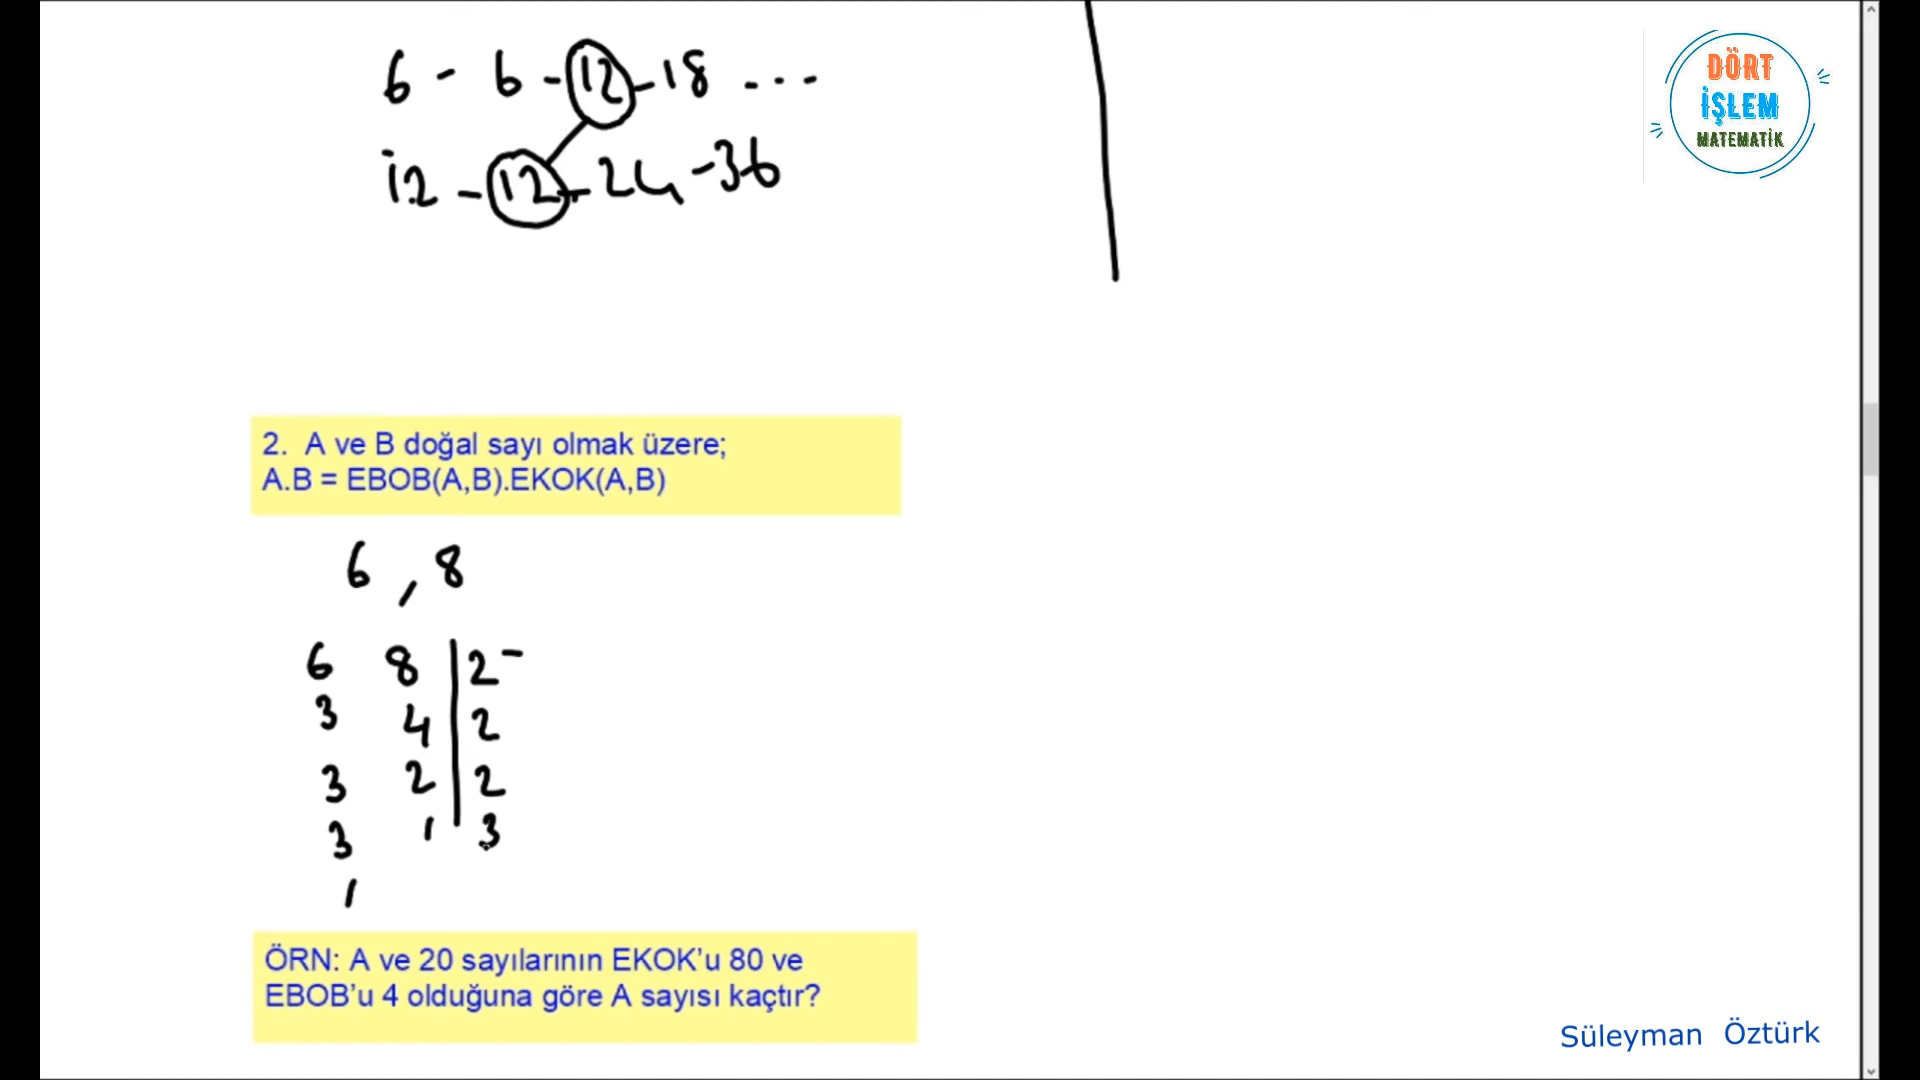 6 - 6 - 12 - 18 ...
12 - 12 - 24 - 36
DÖRT
İŞLEM
MATEMATİK
2. A ve B doğal sayı olmak üzere;
A.B = EBOB(A,B).EKOK(A,B)
6 , 8
6 8 | 2 -
3 4 | 2
3 2 | 2
3 1 | 3
1
ÖRN: A ve 20 sayılarının EKOK'u 80 ve
EBOB'u 4 olduğuna göre A sayısı kaçtır?
Süleyman Öztürk